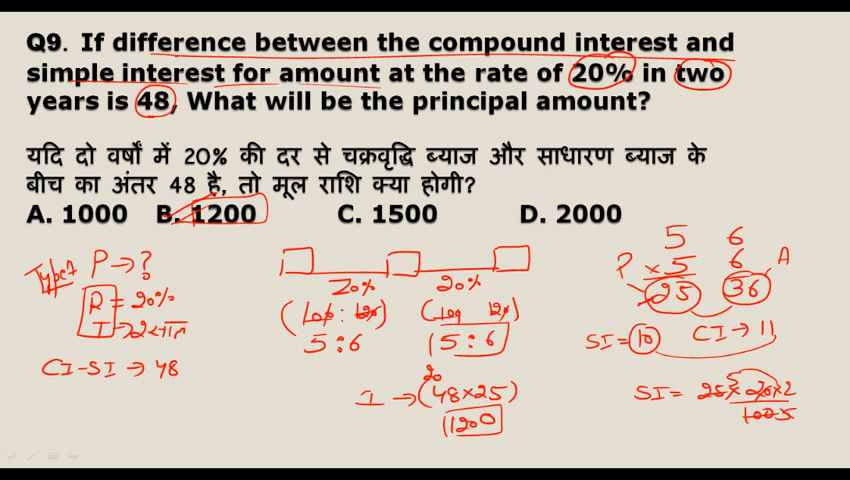 Q9. If difference between the compound interest and
simple interest for amount at the rate of 20% in two
years is 48, What will be the principal amount?
यदि दो वर्षों में 20% की दर से चक्रवृद्धि ब्याज और साधारण ब्याज के
बीच का अंतर 48 है, तो मूल राशि क्या होगी?
A. 1000 B. 1200 C. 1500 D. 2000
P → ?
R = 20%
CI-SI → 48
20% 20%
5:6 5:6
(48×25)
1200
5 6
P ×5 6 A
25 36
SI = 10 CI → 11
SI =